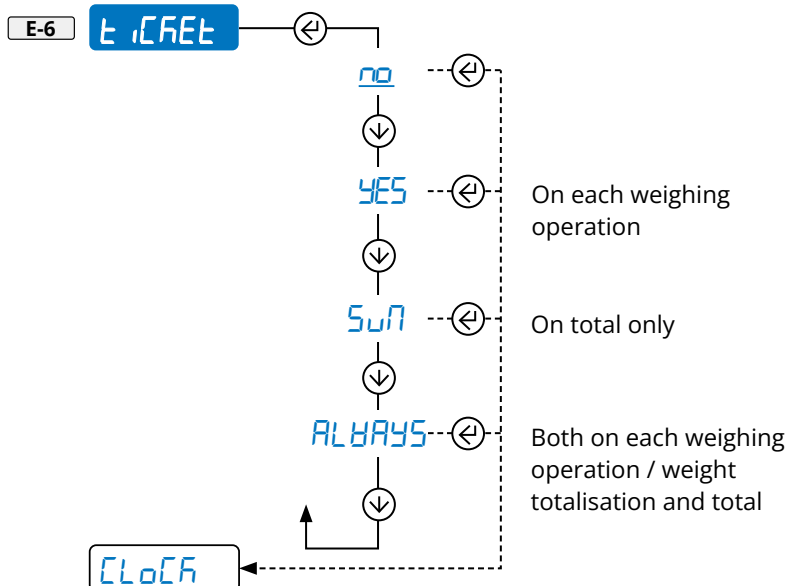 E-6 tiCKEt
no
YES
On each weighing
operation
SuM
On total only
ALWAYS
Both on each weighing
operation / weight
totalisation and total
CLoCK